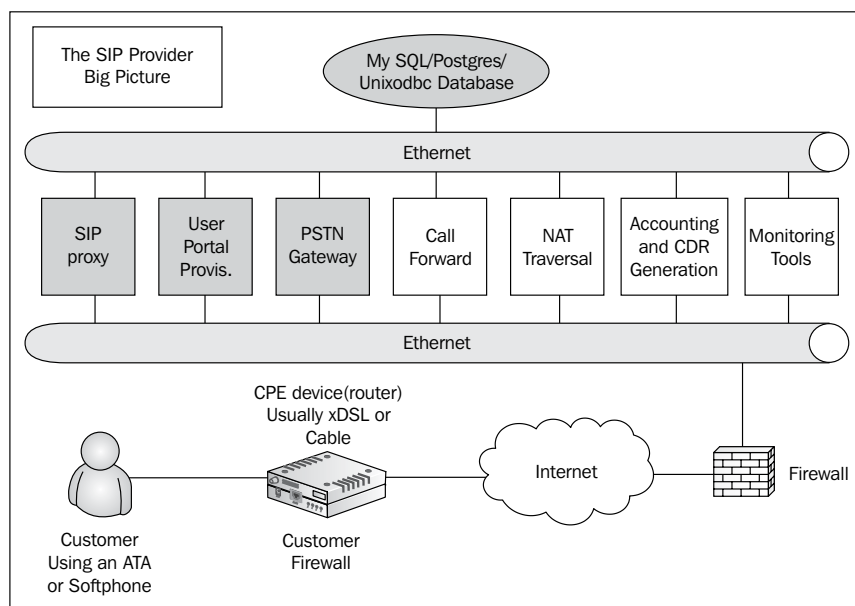 The SIP Provider
Big Picture
My SQL/Postgres/
Unixodbc Database
Ethernet
SIP
proxy
User
Portal
Provis.
PSTN
Gateway
Call
Forward
NAT
Traversal
Accounting
and CDR
Generation
Monitoring
Tools
Ethernet
CPE device(router)
Usually xDSL or
Cable
Internet
Firewall
Customer
Using an ATA
or Softphone
Customer
Firewall